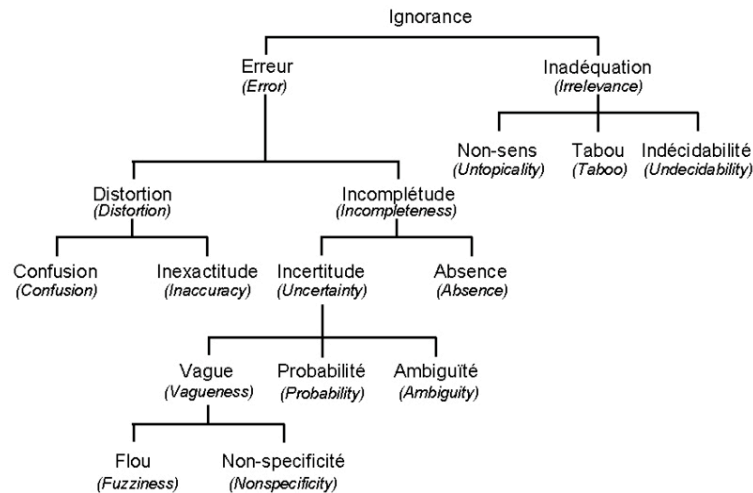 Ignorance
Erreur
(Error)
Inadéquation
(Irrelevance)
Non-sens
(Untopicality)
Tabou
(Taboo)
Indécidabilité
(Undecidability)
Distortion
(Distortion)
Incomplétude
(Incompleteness)
Confusion
(Confusion)
Inexactitude
(Inaccuracy)
Incertitude
(Uncertainty)
Absence
(Absence)
Vague
(Vagueness)
Probabilité
(Probability)
Ambiguïté
(Ambiguity)
Flou
(Fuzziness)
Non-specificité
(Nonspecificity)